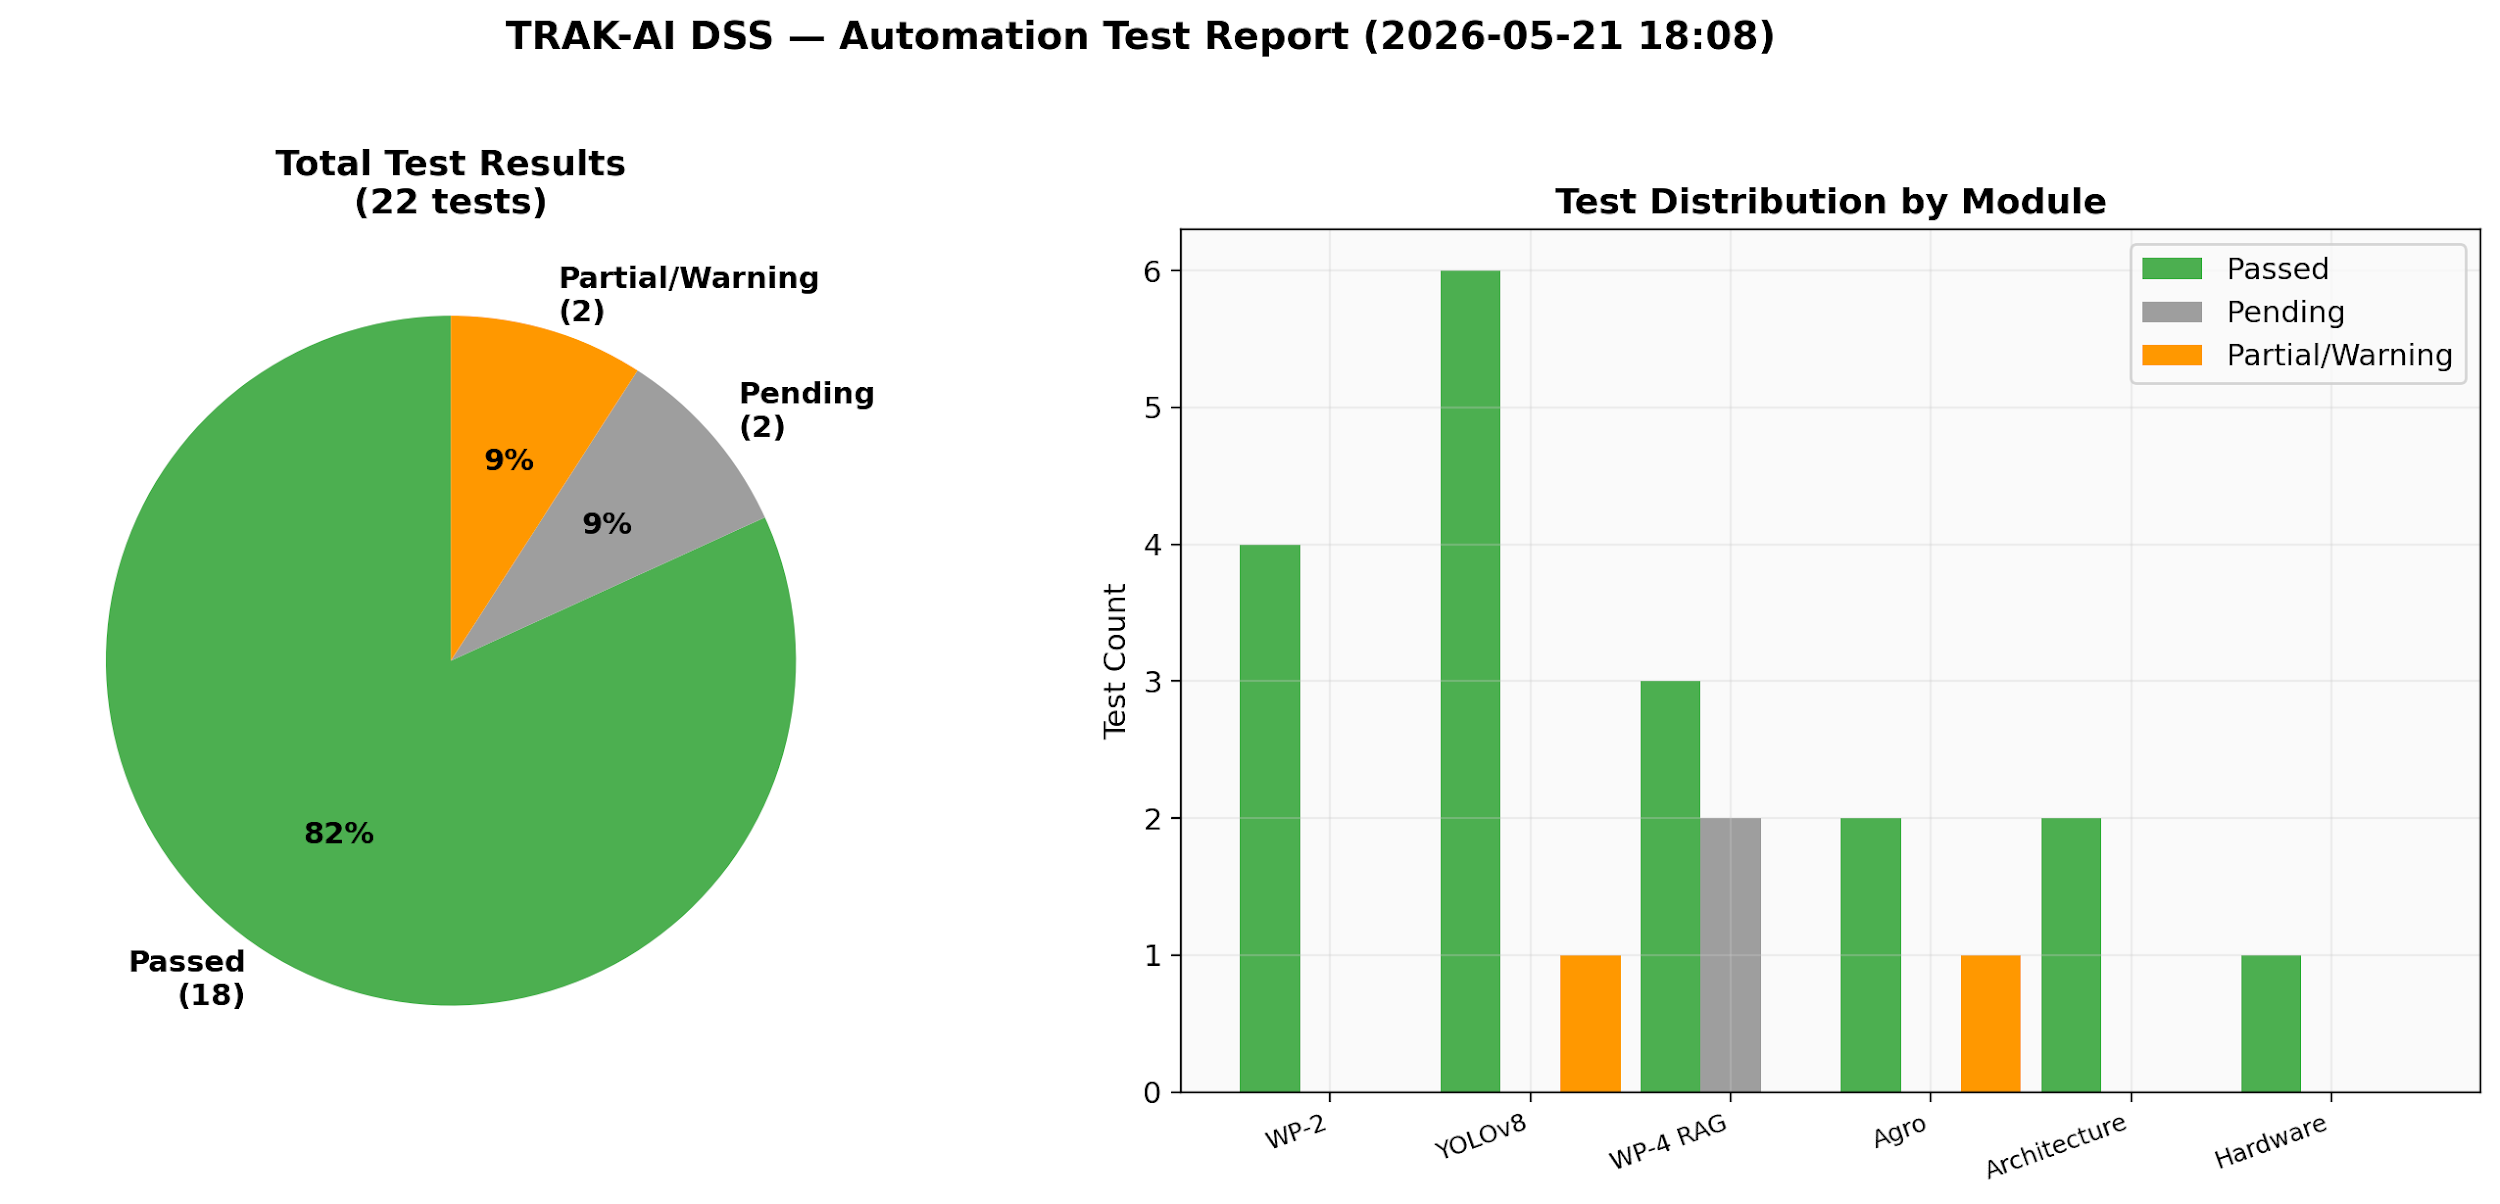 TRAK-AI DSS — Automation Test Report (2026-05-21 18:08)
Total Test Results
(22 tests)
Partial/Warning
(2)
Pending
(2)
9%
9%
82%
Passed
(18)
Test Distribution by Module
Passed
Pending
Partial/Warning
Test Count
6
5
4
3
2
1
0
WP-2
YOLOv8
WP-4 RAG
Agro
Architecture
Hardware